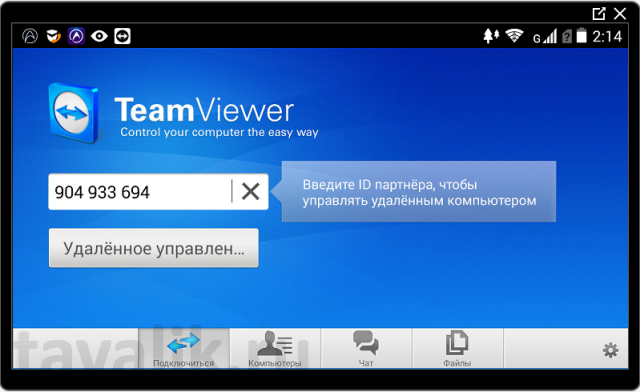 G 2:14
TeamViewer
Control your computer the easy way
904 933 694
Введите ID партнёра, чтобы
управлять удалённым компьютером
Удалённое управлен...
tavalik.ru
Подключиться Компьютеры Чат Файлы